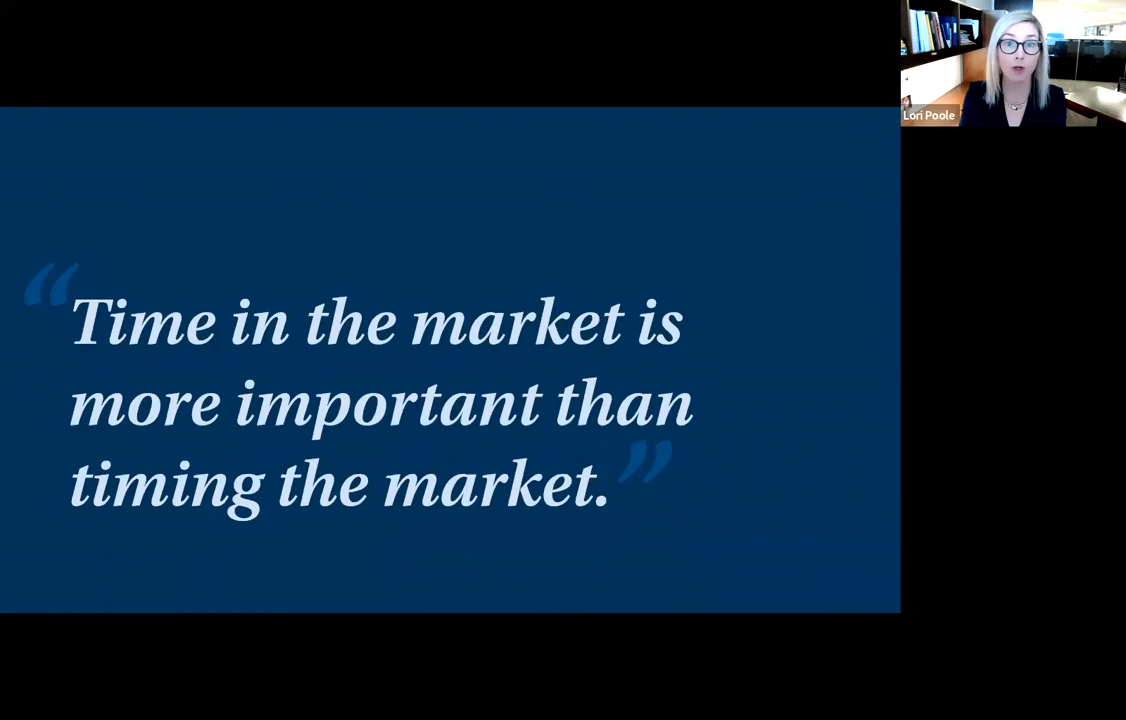 Lori Poole
“Time in the market is
more important than
timing the market.”